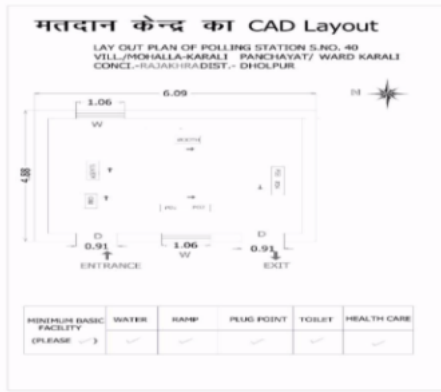 मतदान केन्द्र का CAD Layout
LAY OUT PLAN OF POLLING STATION S.NO. 40
VILL./MOHALLA-KARALI PANCHAYAT/ WARD KARALI
CONCI.-RAJAKHRADIST.- DHOLPUR
N
6.09
1.06
W
4.88
D
D
0.91
1.06
0.91
W
ENTRANCE
EXIT
MINIMUM BASIC FACILITY
WATER
RAMP
PLUG POINT
TOILET
HEALTH CARE
(PLEASE ✓)
✓ ✓ ✓ ✓ ✓